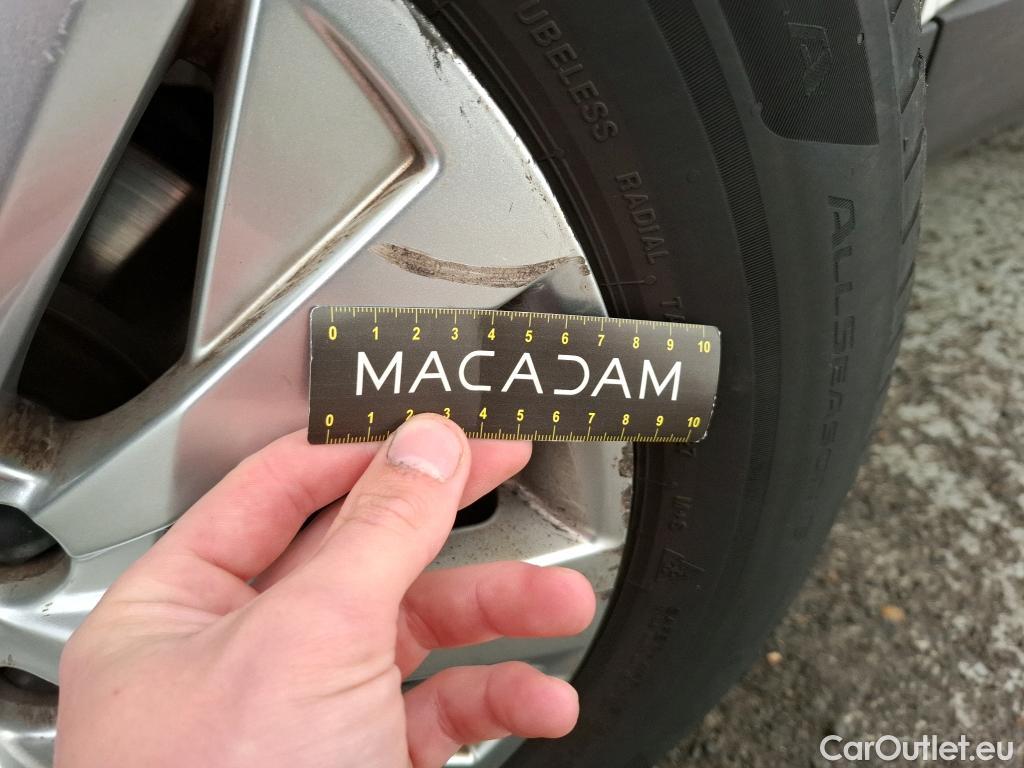 TUBELESS RADIAL
A
ALLSEASON
0 1 2 3 4 5 6 7 8 9 10
MACADAM
0 1 2 3 4 5 6 7 8 9 10
CarOutlet.eu